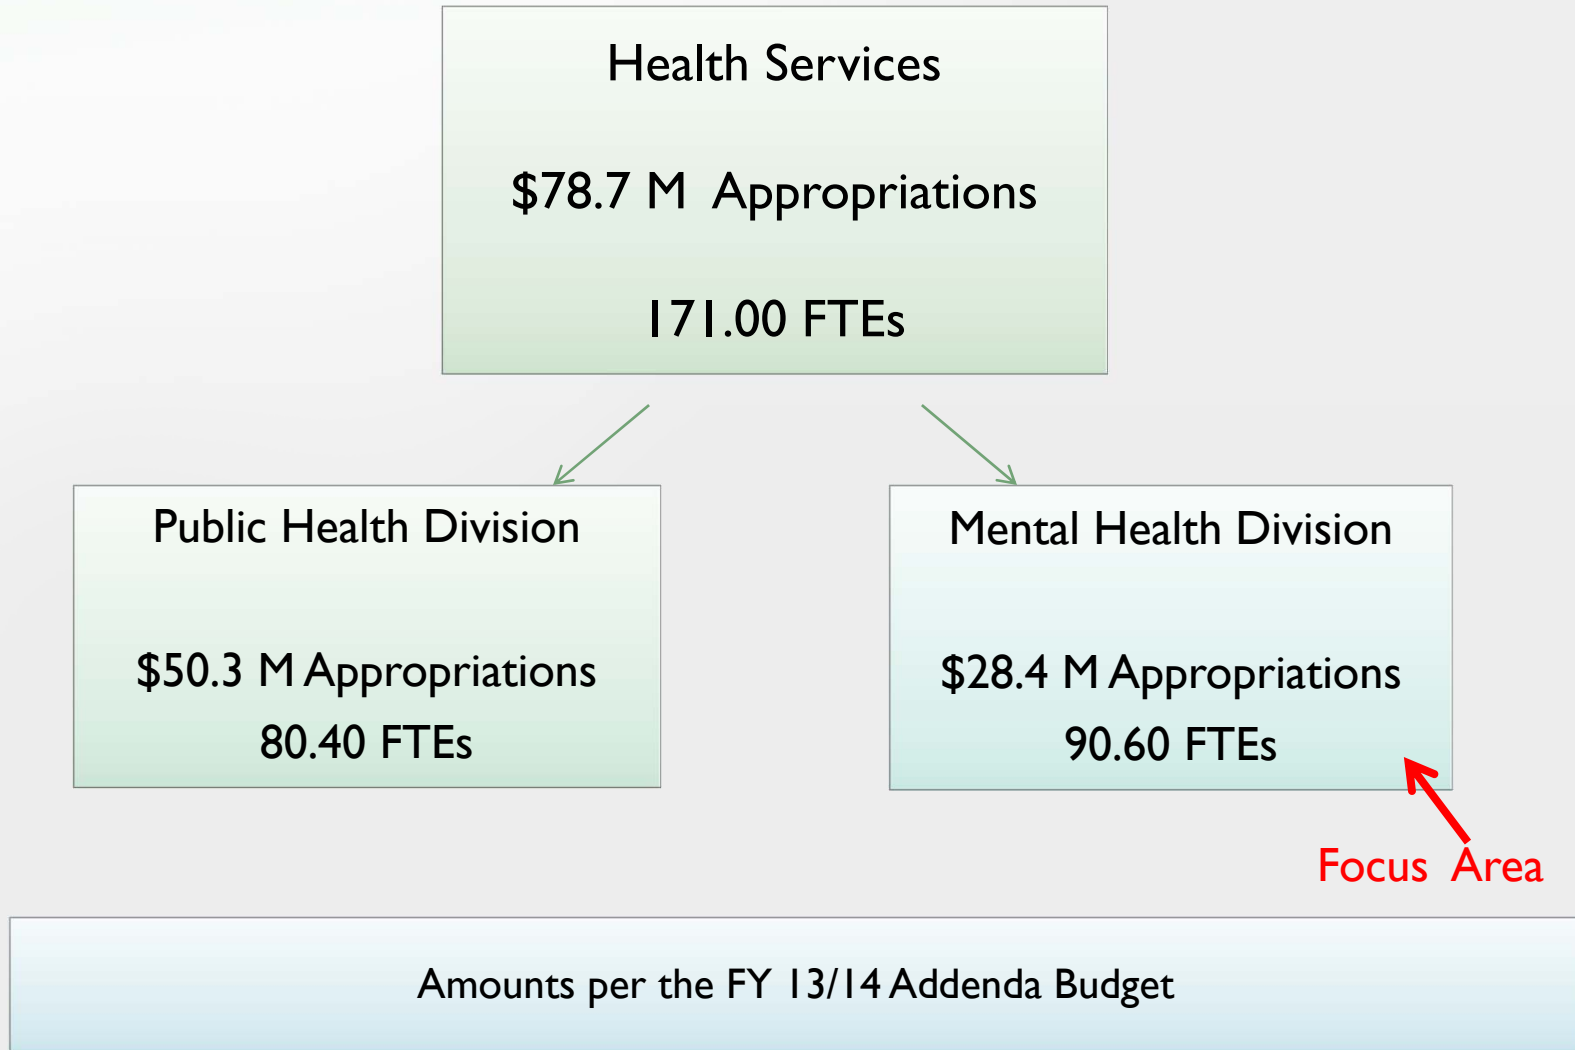 Health Services
$78.7 M Appropriations
171.00 FTEs
Public Health Division
$50.3 M Appropriations
80.40 FTEs
Mental Health Division
$28.4 M Appropriations
90.60 FTEs
Focus Area
Amounts per the FY 13/14 Addenda Budget